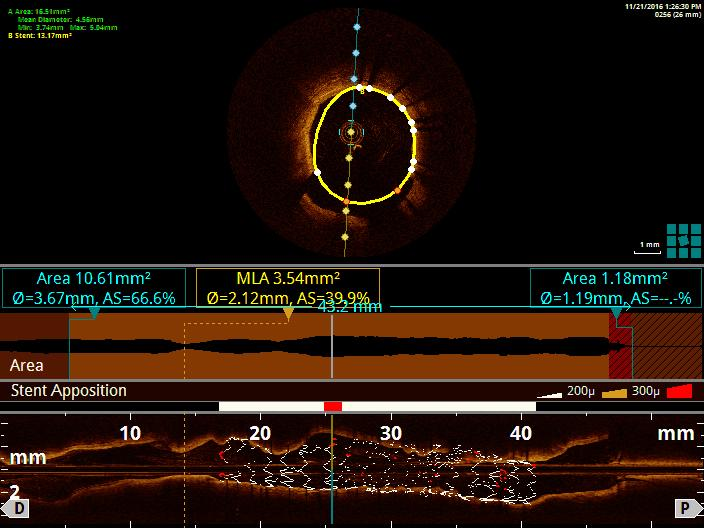 A Area: 16.51mm²
Mean Diameter: 4.56mm
Min: 3.74mm Max: 5.04mm
B Stent: 13.17mm²
11/21/2016 1:26:30 PM
0256 (26 mm)
1 mm
Area 10.61mm²
Ø=3.67mm, AS=66.6%
MLA 3.54mm²
Ø=2.12mm, AS=39.9%
Area 1.18mm²
Ø=1.19mm, AS=--.-%
43.2 mm
Area
Stent Apposition
200µ
300µ
10
20
30
40
mm
mm
2
D
P